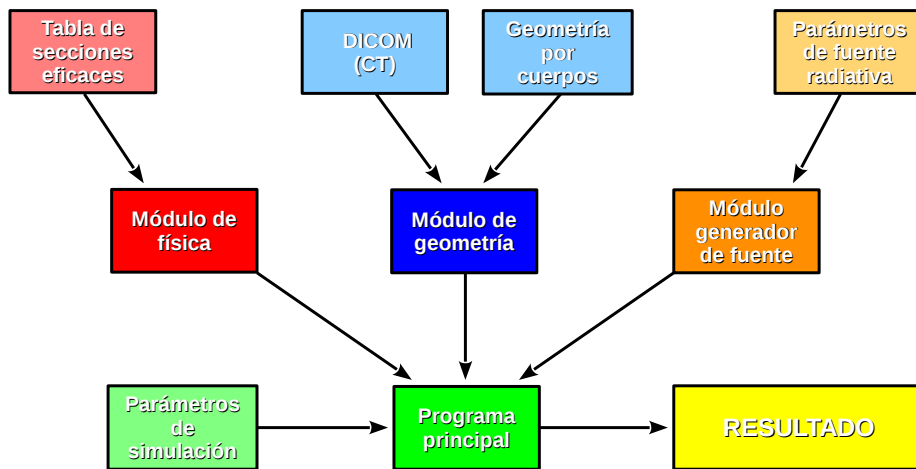 Tabla de
secciones
eficaces
DICOM
(CT)
Geometría
por
cuerpos
Parámetros
de fuente
radiativa
Módulo de
física
Módulo de
geometría
Módulo
generador
de fuente
Parámetros
de
simulación
Programa
principal
RESULTADO